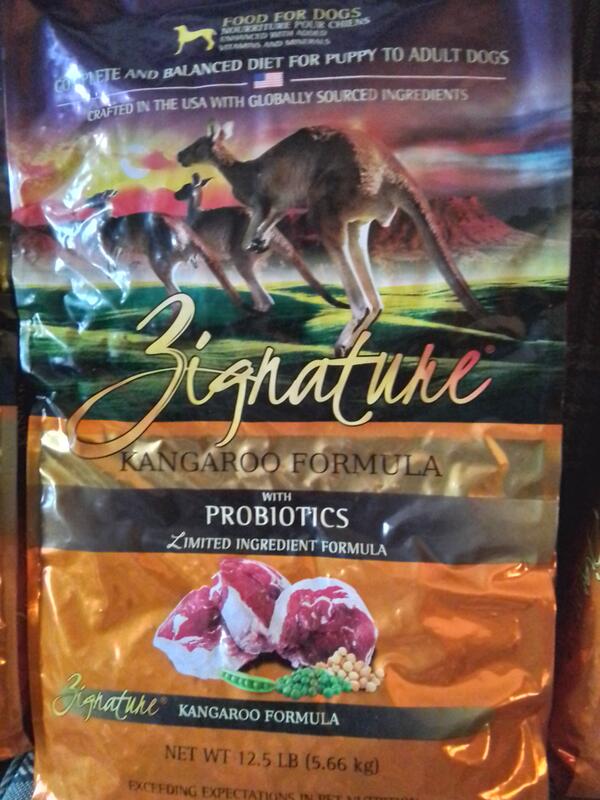 FOOD FOR DOGS
NOURRITURE POUR CHIENS
ENHANCED WITH ADDED
VITAMINS AND MINERALS
COMPLETE AND BALANCED DIET FOR PUPPY TO ADULT DOGS
CRAFTED IN THE USA WITH GLOBALLY SOURCED INGREDIENTS
Zignature®
KANGAROO FORMULA
WITH
PROBIOTICS
LIMITED INGREDIENT FORMULA
Zignature® KANGAROO FORMULA
NET WT 12.5 LB (5.66 kg)
EXCEEDING EXPECTATIONS IN PET NUTRITION